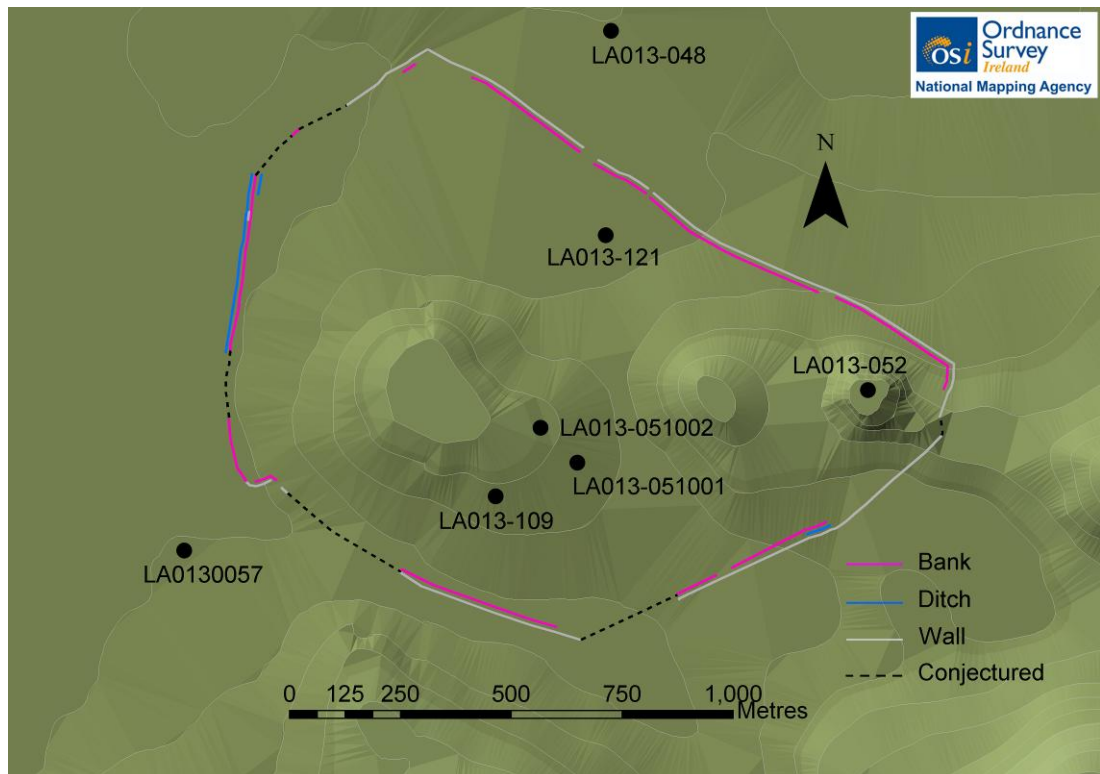 LA013-048
OSi Ordnance
Survey
Ireland
National Mapping Agency
N
LA013-121
LA013-052
LA013-051002
LA013-051001
LA013-109
LA0130057
Bank
Ditch
Wall
Conjectured
0 125 250 500 750 1,000
Metres